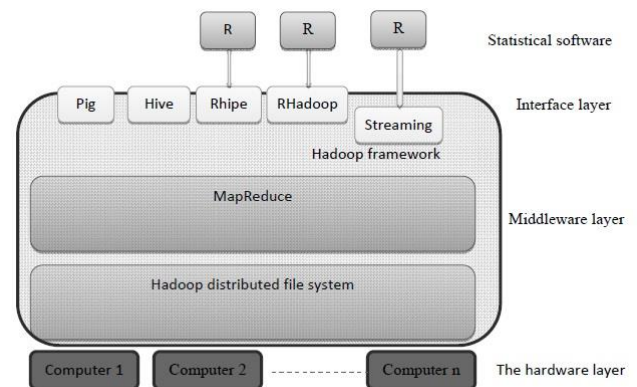 R R R
Statistical software
Pig Hive Rhipe RHadoop
Interface layer
Streaming
Hadoop framework
MapReduce
Middleware layer
Hadoop distributed file system
Computer 1 Computer 2 Computer n The hardware layer